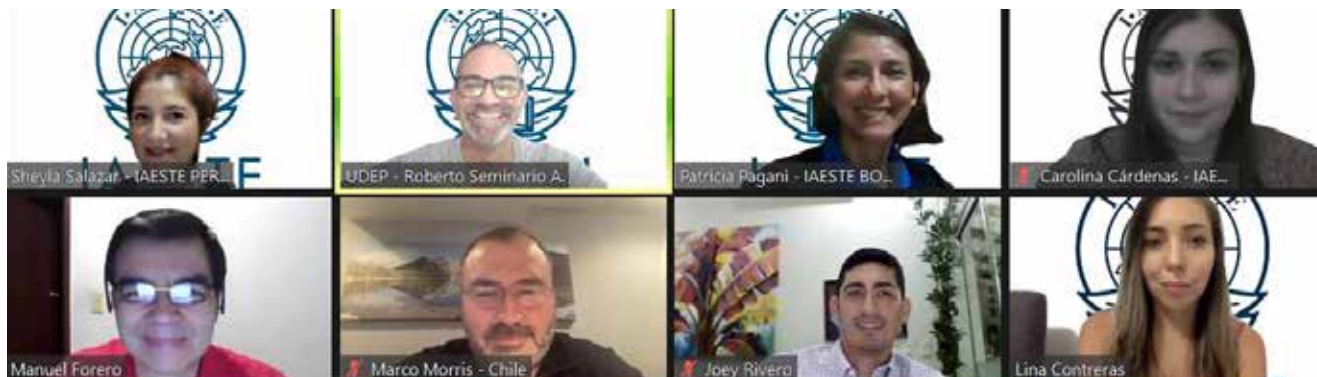 IAESTE
Sheyla Salazar - IAESTE PER...
UDEP - Roberto Seminario A.
Patricia Pagani - IAESTE BO...
Carolina Cárdenas - IAE...
Manuel Forero
Marco Morris - Chile
Joey Rivero
Lina Contreras